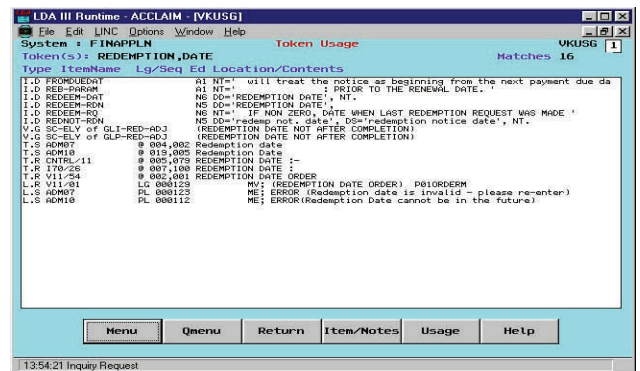 LDA III Runtime - ACCLAIM - [VKUSG]
File Edit LINC Options Window Help
System : FINAPPLN Token Usage VKUSG 1
Token(s): REDEMPTION,DATE Matches 16
Type ItemName Lg/Seq Ed Location/Contents
I.D FROMDUEDAT A1 NT=' will treat the notice as beginning from the next payment due da
I.D REB-PARAM A1 NT=' : PRIOR TO THE RENEWAL DATE. '
I.D REDEEM-DAT N6 DD='REDEMPTION DATE', NT.
I.D REDEEM-RDN N5 DD='REDEMPTION DATE',
I.D REDEEM-RQ N6 NT=' IF NON ZERO, DATE WHEN LAST REDEMPTION REQUEST WAS MADE '
I.D REDNOT-RDN N5 DD='redemp not. date', DS='redemption notice date', NT.
V.G SC-ELY of GLI-RED-ADJ (REDEMPTION DATE NOT AFTER COMPLETION)
V.G SC-ELY of GLP-RED-ADJ (REDEMPTION DATE NOT AFTER COMPLETION)
T.S ADM07 @ 004,002 Redemption date
T.S ADM10 @ 019,005 Redemption Date
T.R CNTRL/11 @ 005,079 REDEMPTION DATE :-
T.R I70/26 @ 007,100 REDEMPTION DATE :
T.R V11/54 @ 002,001 REDEMPTION DATE ORDER
L.R V11/01 LG 000129 MV; (REDEMPTION DATE ORDER) P01ORDERM
L.S ADM07 PL 000123 ME; ERROR (Redemption date is invalid - please re-enter)
L.S ADM10 PL 000112 ME; ERROR(Redemption Date cannot be in the future)
Menu Qmenu Return Item/Notes Usage Help
13:54:21 Inquiry Request